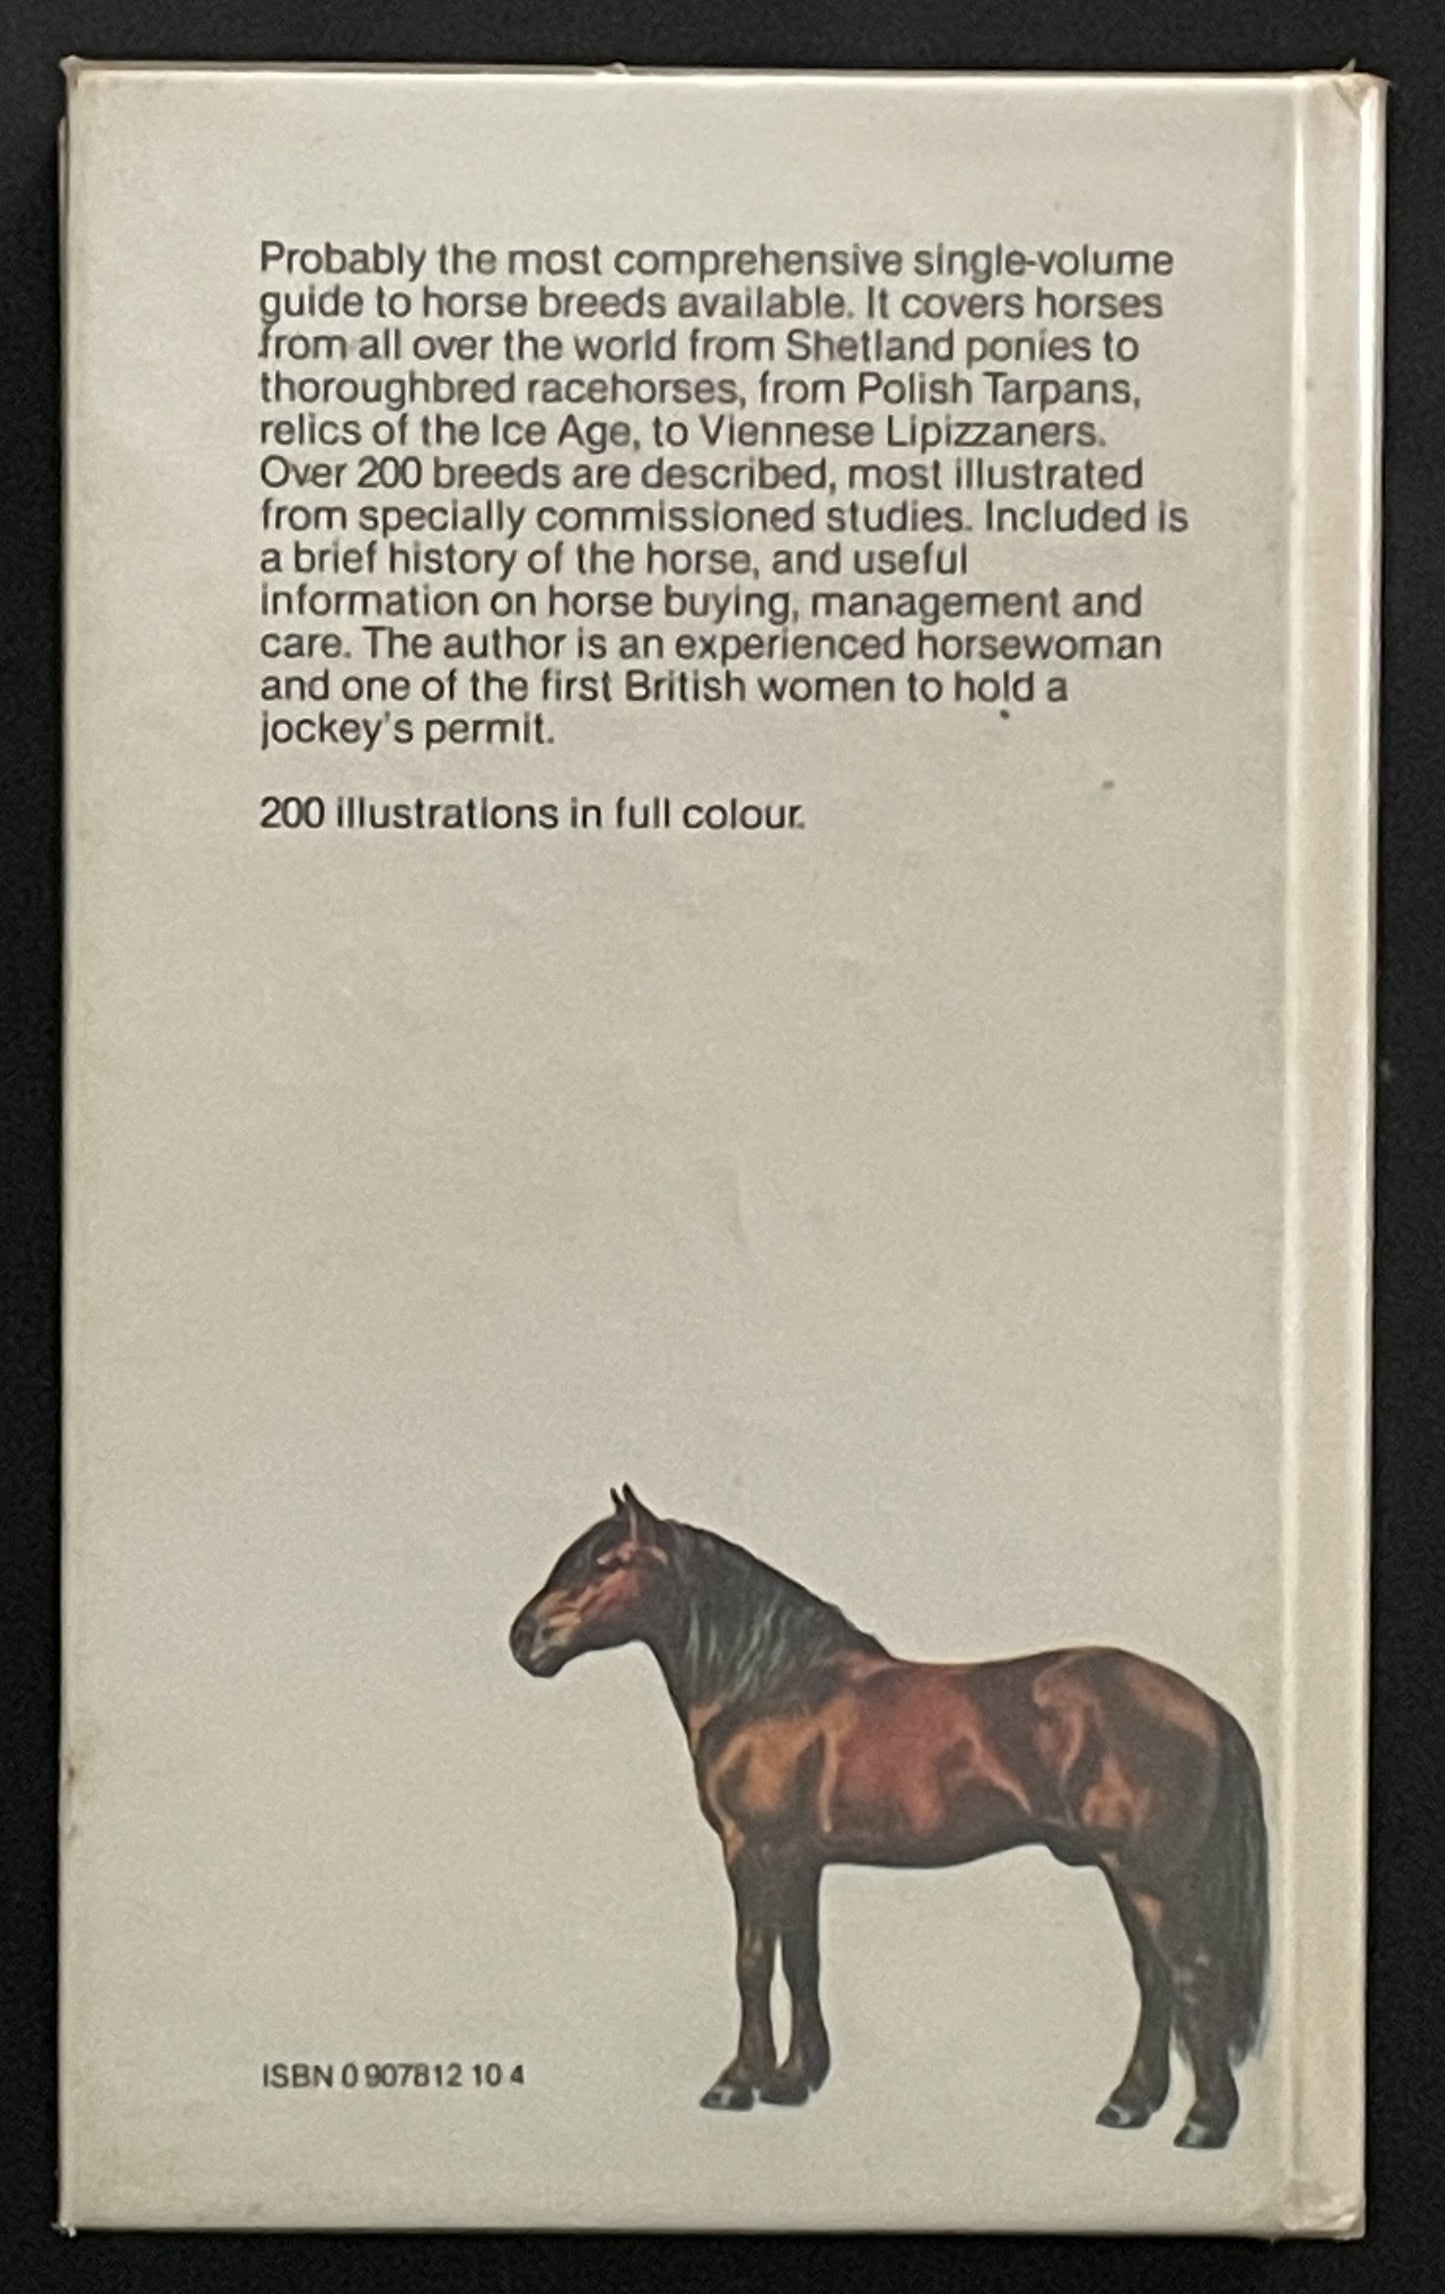 Probably the most comprehensive single-volume
guide to horse breeds available. It covers horses
from all over the world from Shetland ponies to
thoroughbred racehorses, from Polish Tarpans,
relics of the Ice Age, to Viennese Lipizzaners.
Over 200 breeds are described, most illustrated
from specially commissioned studies. Included is
a brief history of the horse, and useful
information on horse buying, management and
care. The author is an experienced horsewoman
and one of the first British women to hold a
jockey's permit.
200 illustrations in full colour.
ISBN 0 907812 10 4